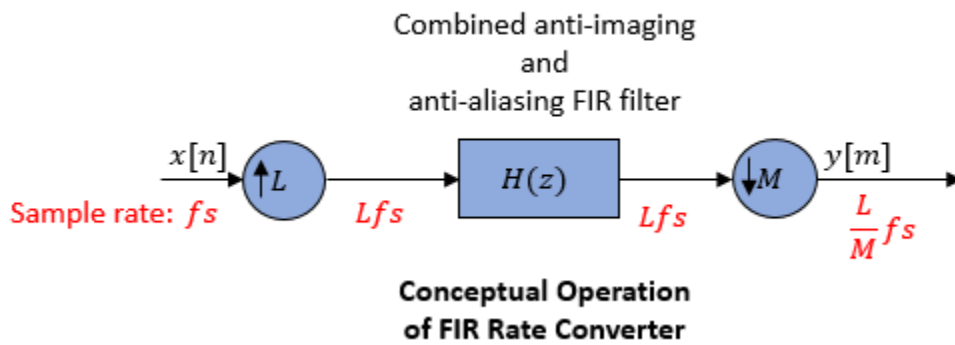 Combined anti-imaging
and
anti-aliasing FIR filter
x[n]
↑L
H(z)
↓M
y[m]
Sample rate: fs
Lfs
Lfs
L/M fs
Conceptual Operation
of FIR Rate Converter